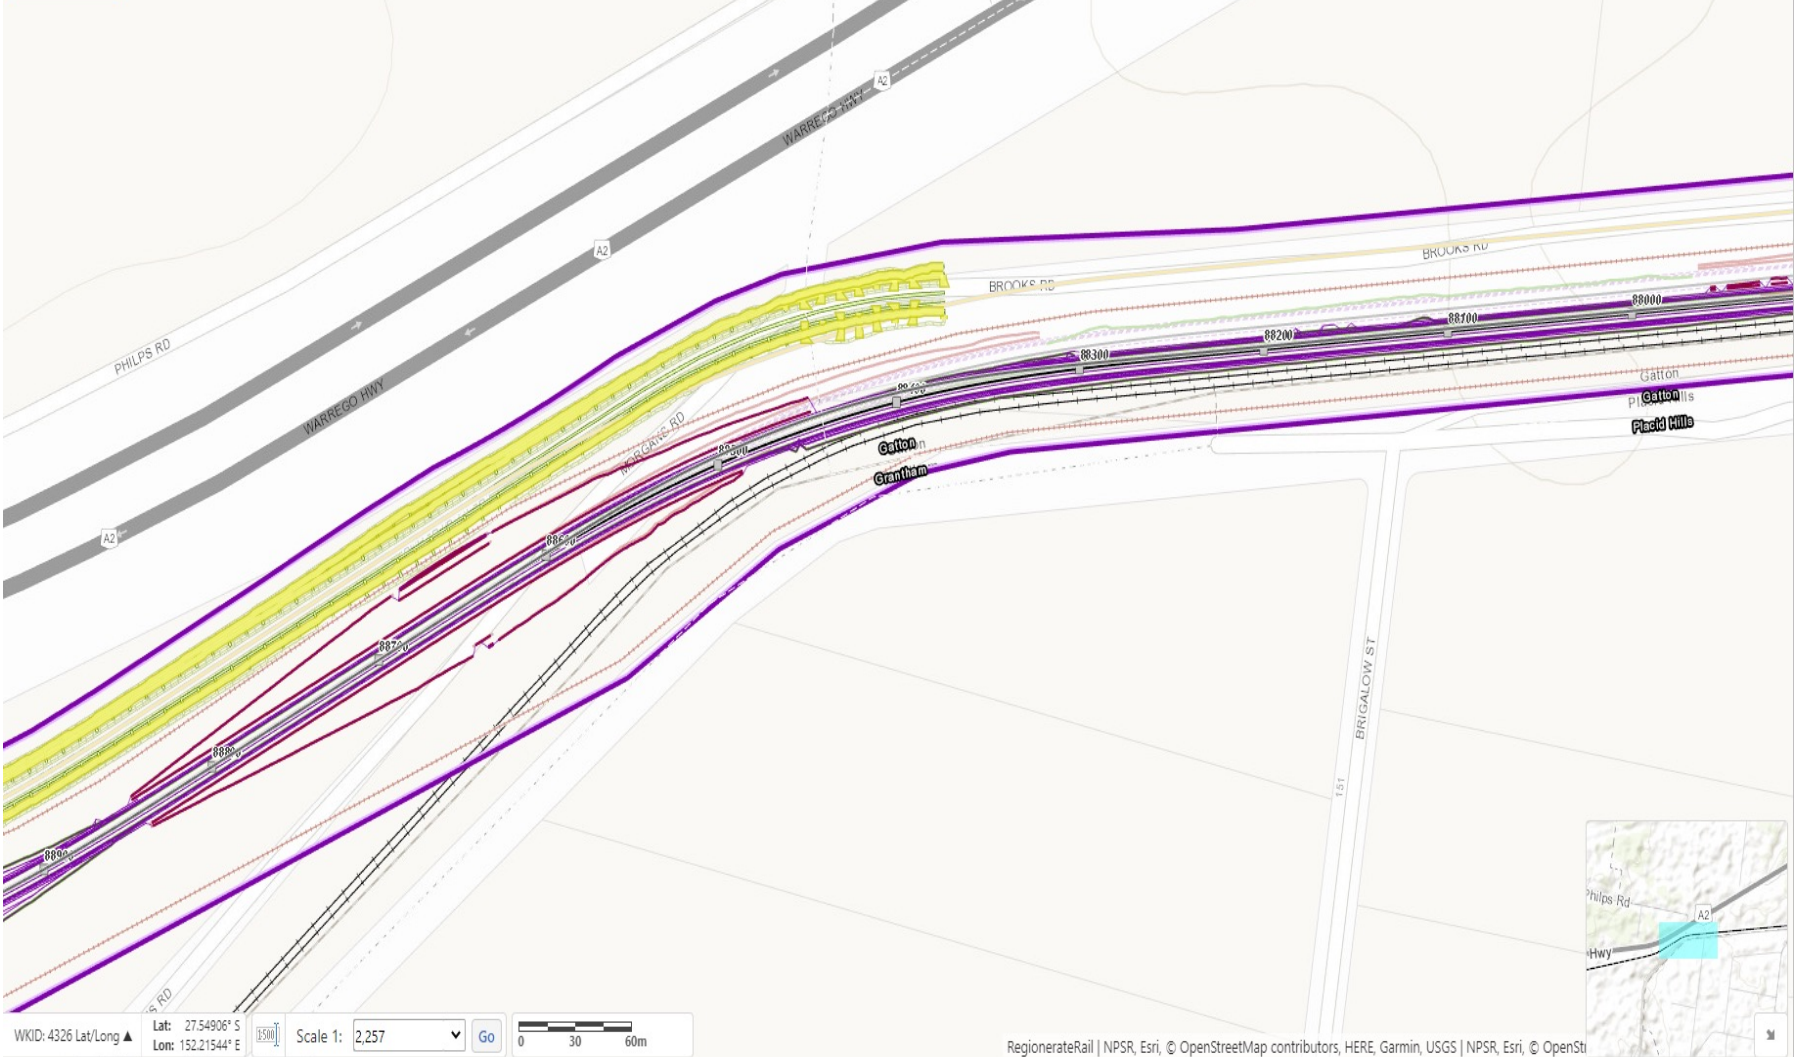 A2
WARREGO HWY
A2
PHILPS RD
WARREGO HWY
A2
BROOKS RD
BROOKS RD
88000
88100
88200
88300
Gatton
Gatton
Placid Hills
MORGANS RD
Gatton
Grantham
BRIGALOW ST
151
Philps Rd
A2
Hwy
S RD
WKID: 4326 Lat/Long ▲
Lat: 27.54906° S
Lon: 152.21544° E
1:500
Scale 1:
2,257
Go
0 30 60m
RegionerateRail | NPSR, Esri, © OpenStreetMap contributors, HERE, Garmin, USGS | NPSR, Esri, © OpenSt